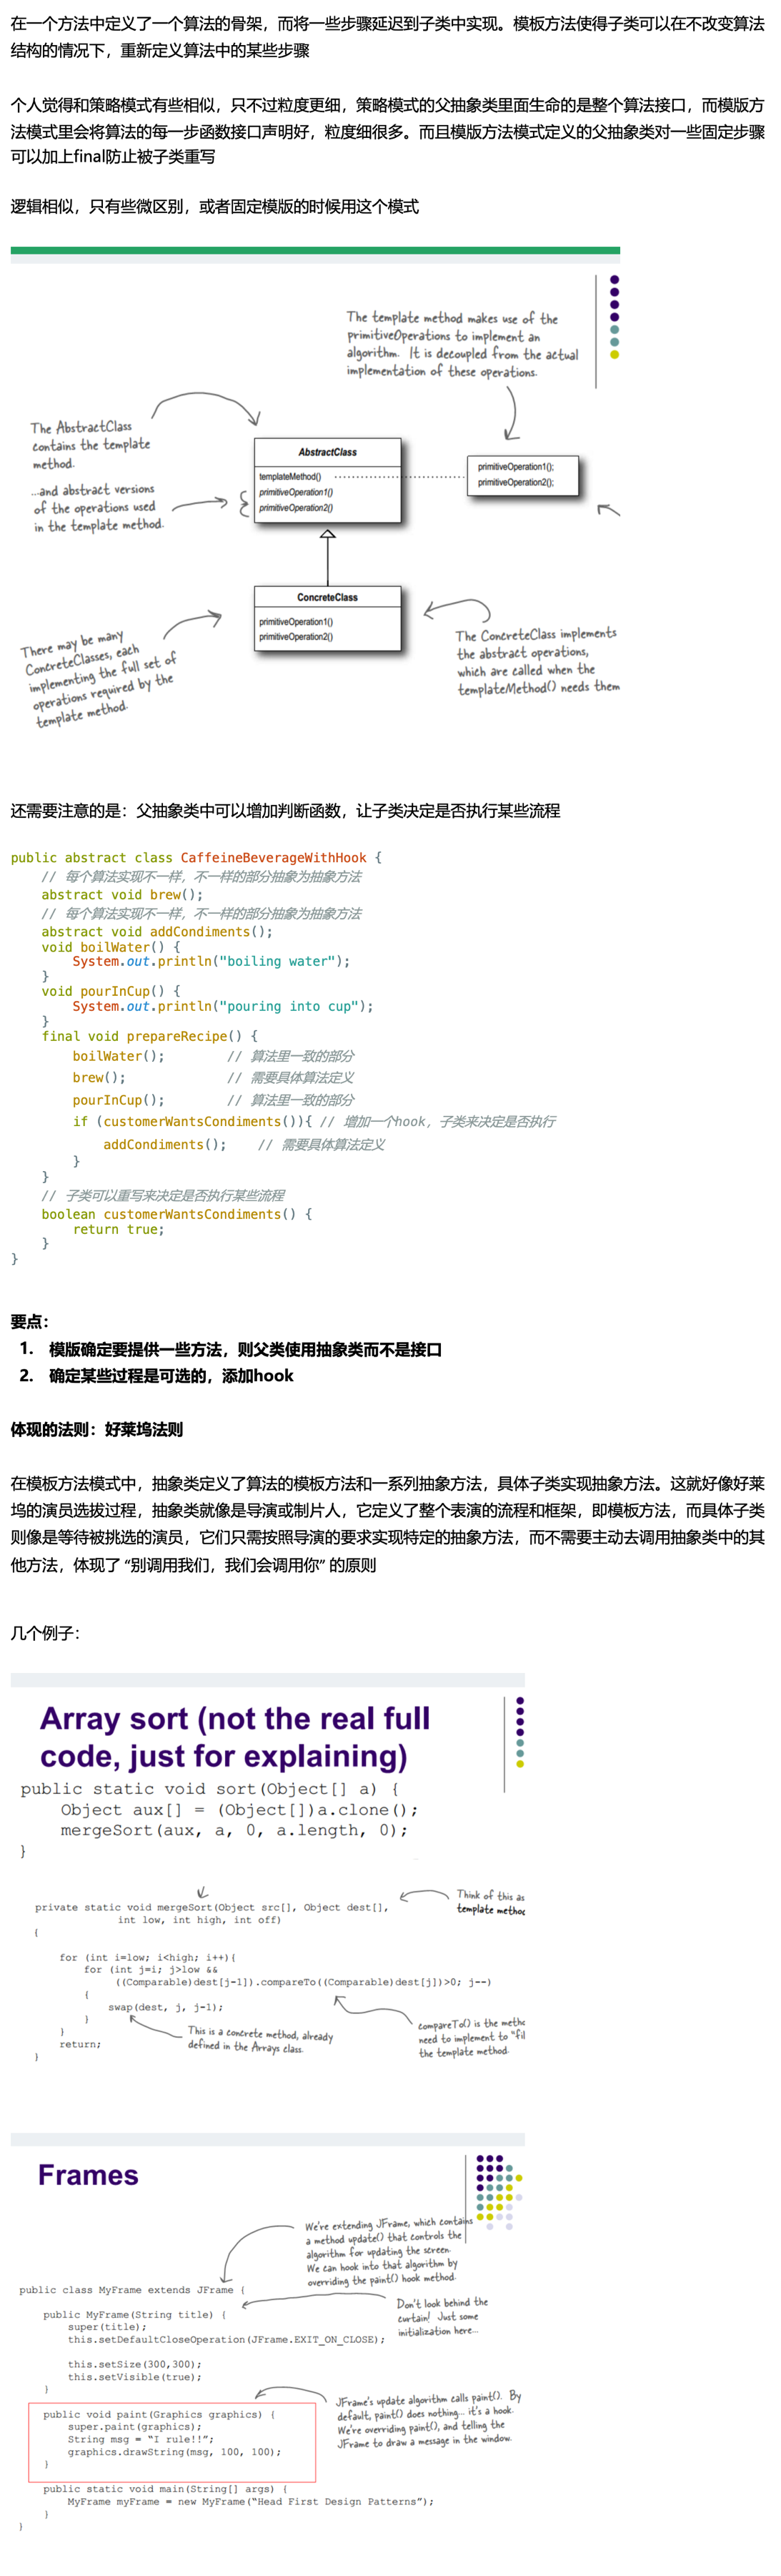 在一个方法中定义了一个算法的骨架，而将一些步骤延迟到子类中实现。模板方法使得子类可以在不改变算法
结构的情况下，重新定义算法中的某些步骤
个人觉得和策略模式有些相似，只不过粒度更细，策略模式的父抽象类里面生命的是整个算法接口，而模版方
法模式里会将算法的每一步函数接口声明好，粒度细很多。而且模版方法模式定义的父抽象类对一些固定步骤
可以加上final防止被子类重写
逻辑相似，只有些微区别，或者固定模版的时候用这个模式
The template method makes use of the
primitiveOperations to implement an
algorithm. It is decoupled from the actual
implementation of these operations.
The AbstractClass
contains the template
method.
...and abstract versions
of the operations used
in the template method.
AbstractClass
templateMethod()
primitiveOperation1()
primitiveOperation2()
primitiveOperation1();
primitiveOperation2();
ConcreteClass
primitiveOperation1()
primitiveOperation2()
There may be many
ConcreteClasses, each
implementing the full set of
operations required by the
template method.
The ConcreteClass implements
the abstract operations,
which are called when the
templateMethod() needs them
还需要注意的是：父抽象类中可以增加判断函数，让子类决定是否执行某些流程
public abstract class CaffeineBeverageWithHook {
// 每个算法实现不一样，不一样的部分抽象为抽象方法
abstract void brew();
// 每个算法实现不一样，不一样的部分抽象为抽象方法
abstract void addCondiments();
void boilWater() {
System.out.println("boiling water");
}
void pourInCup() {
System.out.println("pouring into cup");
}
final void prepareRecipe() {
boilWater(); // 算法里一致的部分
brew(); // 需要具体算法定义
pourInCup(); // 算法里一致的部分
if (customerWantsCondiments()){ // 增加一个hook，子类来决定是否执行
addCondiments(); // 需要具体算法定义
}
}
// 子类可以重写来决定是否执行某些流程
boolean customerWantsCondiments() {
return true;
}
}
要点：
1. 模版确定要提供一些方法，则父类使用抽象类而不是接口
2. 确定某些过程是可选的，添加hook
体现的法则：好莱坞法则
在模板方法模式中，抽象类定义了算法的模板方法和一系列抽象方法，具体子类实现抽象方法。这就好像好莱
坞的演员选拔过程，抽象类就像是导演或制片人，它定义了整个表演的流程和框架，即模板方法，而具体子类
则像是等待被挑选的演员，它们只需按照导演的要求实现特定的抽象方法，而不需要主动去调用抽象类中的其
他方法，体现了 “别调用我们，我们会调用你” 的原则
几个例子：
Array sort (not the real full
code, just for explaining)
public static void sort(Object[] a) {
Object aux[] = (Object[])a.clone();
mergeSort(aux, a, 0, a.length, 0);
}
Think of this as
template method
private static void mergeSort(Object src[], Object dest[],
int low, int high, int off)
{
for (int i=low; i<high; i++){
for (int j=i; j>low &&
((Comparable)dest[j-1]).compareTo((Comparable)dest[j])>0; j--)
{
swap(dest, j, j-1);
}
}
return;
}
This is a concrete method, already
defined in the Arrays class.
compareTo() is the metho
need to implement to "fil
the template method.
Frames
We're extending JFrame, which contains
a method update() that controls the
algorithm for updating the screen.
We can hook into that algorithm by
overriding the paint() hook method.
public class MyFrame extends JFrame {
Don't look behind the
curtain! Just some
initialization here...
public MyFrame(String title) {
super(title);
this.setDefaultCloseOperation(JFrame.EXIT_ON_CLOSE);
this.setSize(300,300);
this.setVisible(true);
}
JFrame's update algorithm calls paint(). By
default, paint() does nothing... it's a hook.
We're overriding paint(), and telling the
JFrame to draw a message in the window.
public void paint(Graphics graphics) {
super.paint(graphics);
String msg = “I rule!!”;
graphics.drawString(msg, 100, 100);
}
public static void main(String[] args) {
MyFrame myFrame = new MyFrame(“Head First Design Patterns”);
}
}